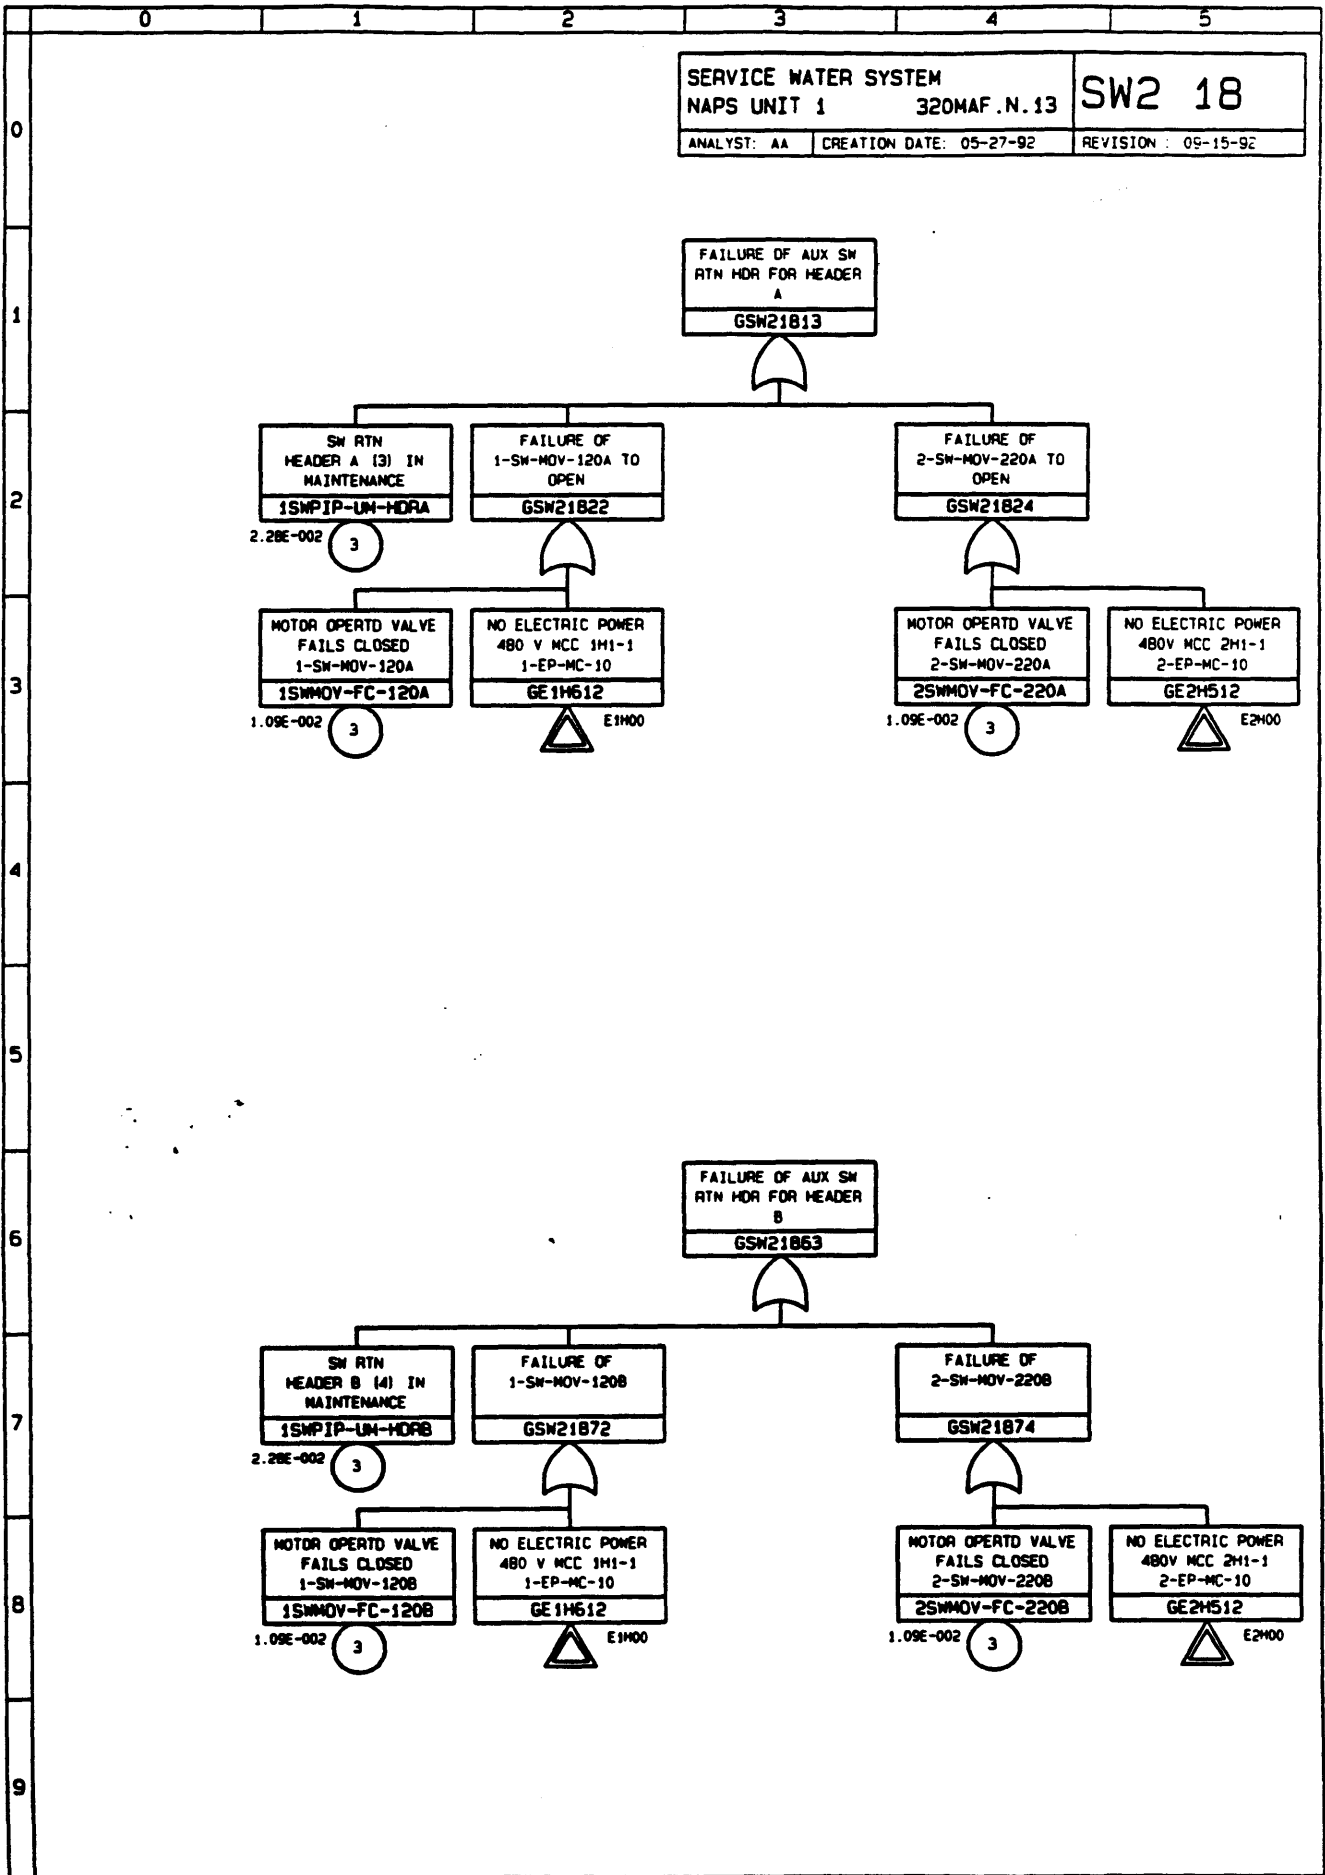 0 1 2 3 4 5
SERVICE WATER SYSTEM
NAPS UNIT 1 320MAF.N.13
SW2 18
ANALYST: AA CREATION DATE: 05-27-92 REVISION : 09-15-92
0
FAILURE OF AUX SW
RTN HDR FOR HEADER
A
GSW21813
1
SW RTN
HEADER A (3) IN
MAINTENANCE
1SWPIP-UM-HDRA
2.28E-002
3
FAILURE OF
1-SW-MOV-120A TO
OPEN
GSW21822
FAILURE OF
2-SW-MOV-220A TO
OPEN
GSW21824
2
MOTOR OPERTD VALVE
FAILS CLOSED
1-SW-MOV-120A
1SWMOV-FC-120A
1.09E-002
3
NO ELECTRIC POWER
480 V MCC 1H1-1
1-EP-MC-10
GE1H612
E1H00
MOTOR OPERTD VALVE
FAILS CLOSED
2-SW-MOV-220A
2SWMOV-FC-220A
1.09E-002
3
NO ELECTRIC POWER
480V MCC 2H1-1
2-EP-MC-10
GE2H512
E2H00
3
4
5
FAILURE OF AUX SW
RTN HDR FOR HEADER
B
GSW21863
6
SW RTN
HEADER B (4) IN
MAINTENANCE
1SWPIP-UM-HDRB
2.28E-002
3
FAILURE OF
1-SW-MOV-120B
GSW21872
FAILURE OF
2-SW-MOV-220B
GSW21874
7
MOTOR OPERTD VALVE
FAILS CLOSED
1-SW-MOV-120B
1SWMOV-FC-120B
1.09E-002
3
NO ELECTRIC POWER
480 V MCC 1H1-1
1-EP-MC-10
GE1H612
E1H00
MOTOR OPERTD VALVE
FAILS CLOSED
2-SW-MOV-220B
2SWMOV-FC-220B
1.09E-002
3
NO ELECTRIC POWER
480V MCC 2H1-1
2-EP-MC-10
GE2H512
E2H00
8
9